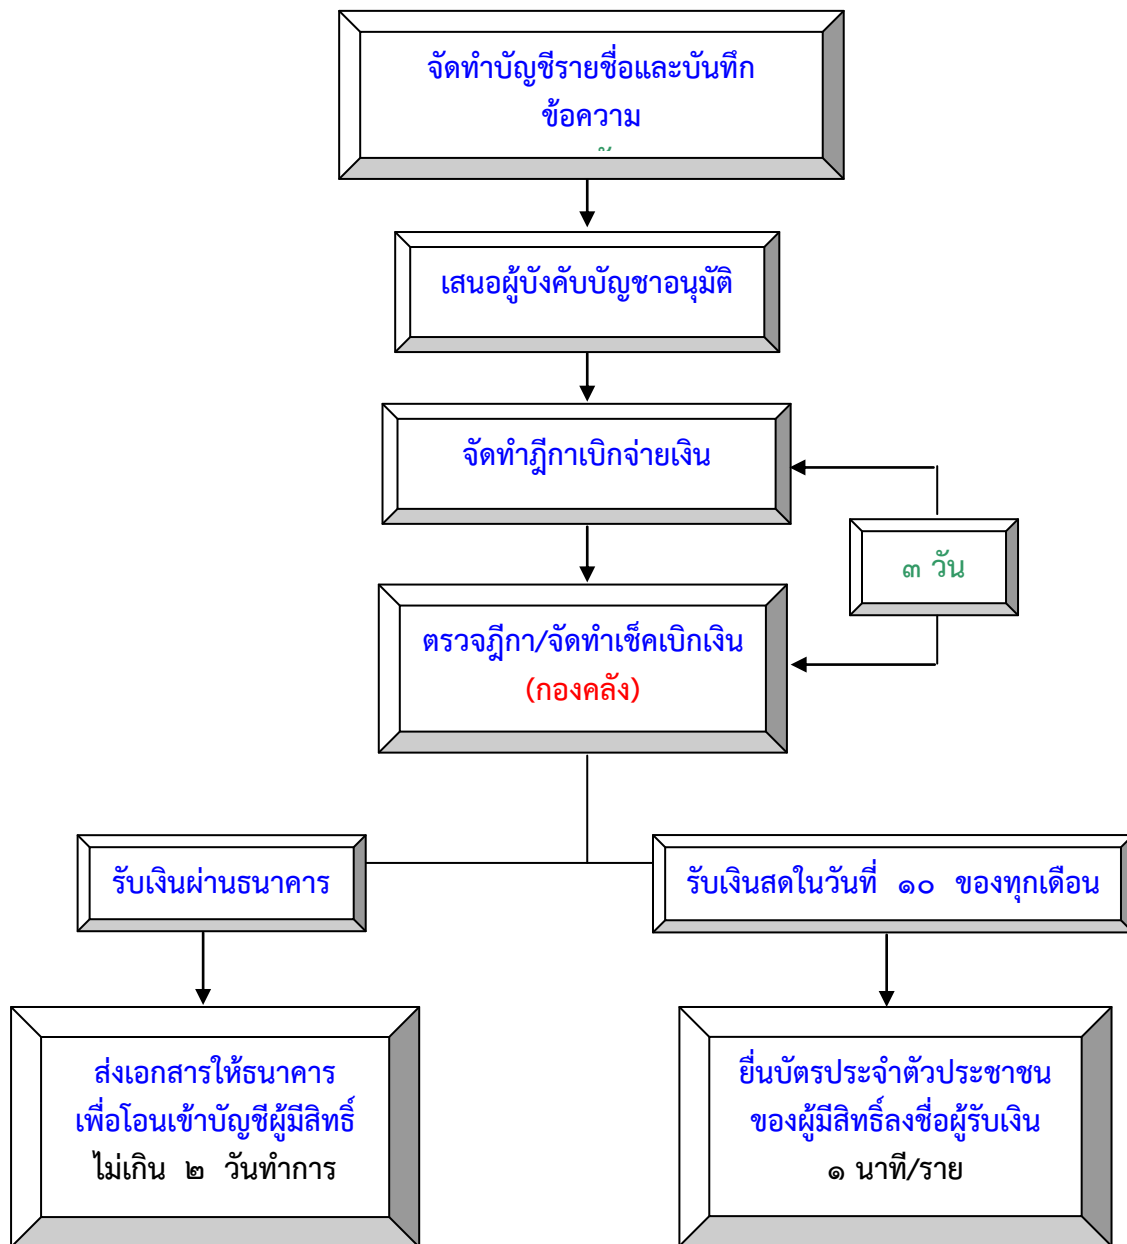 จัดทำบัญชีรายชื่อและบันทึก
ข้อความ
เสนอผู้บังคับบัญชาอนุมัติ
จัดทำฎีกาเบิกจ่ายเงิน
๓ วัน
ตรวจฎีกา/จัดทำเช็คเบิกเงิน
(กองคลัง)
รับเงินผ่านธนาคาร
รับเงินสดในวันที่ ๑๐ ของทุกเดือน
ส่งเอกสารให้ธนาคาร
เพื่อโอนเข้าบัญชีผู้มีสิทธิ์
ไม่เกิน ๒ วันทำการ
ยื่นบัตรประจำตัวประชาชน
ของผู้มีสิทธิ์ลงชื่อผู้รับเงิน
๑ นาที/ราย